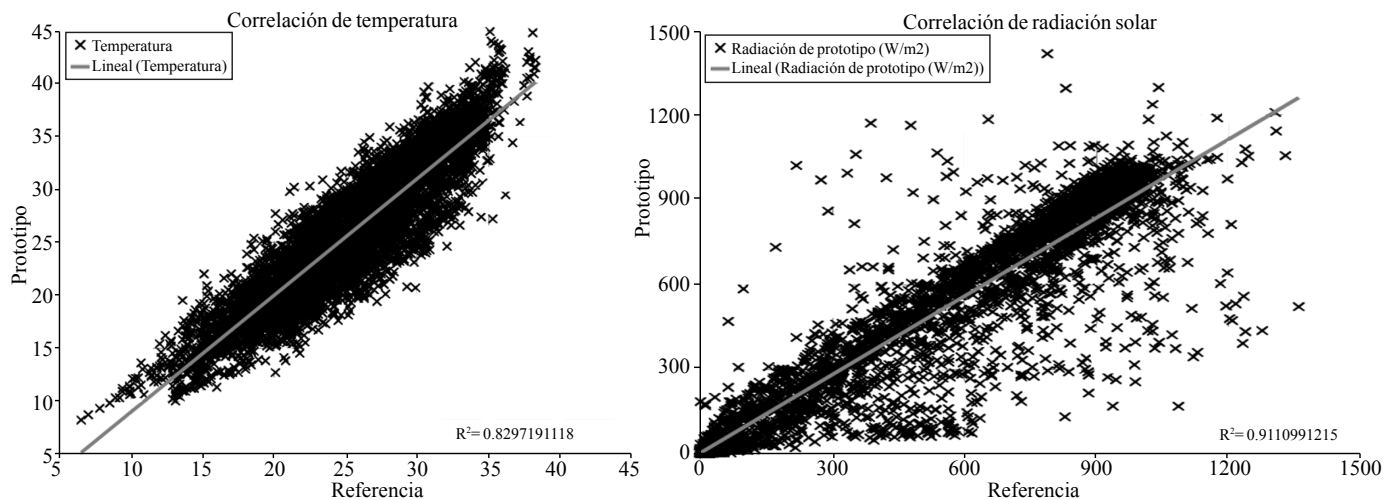 Correlación de temperatura
45
40
35
30
25
20
15
10
5
Prototipo
Temperatura
Lineal (Temperatura)
R²= 0.8297191118
5 10 15 20 25 30 35 40 45
Referencia
Correlación de radiación solar
1500
1200
900
600
300
0
Prototipo
Radiación de prototipo (W/m2)
Lineal (Radiación de prototipo (W/m2))
R²= 0.9110991215
0 300 600 900 1200 1500
Referencia